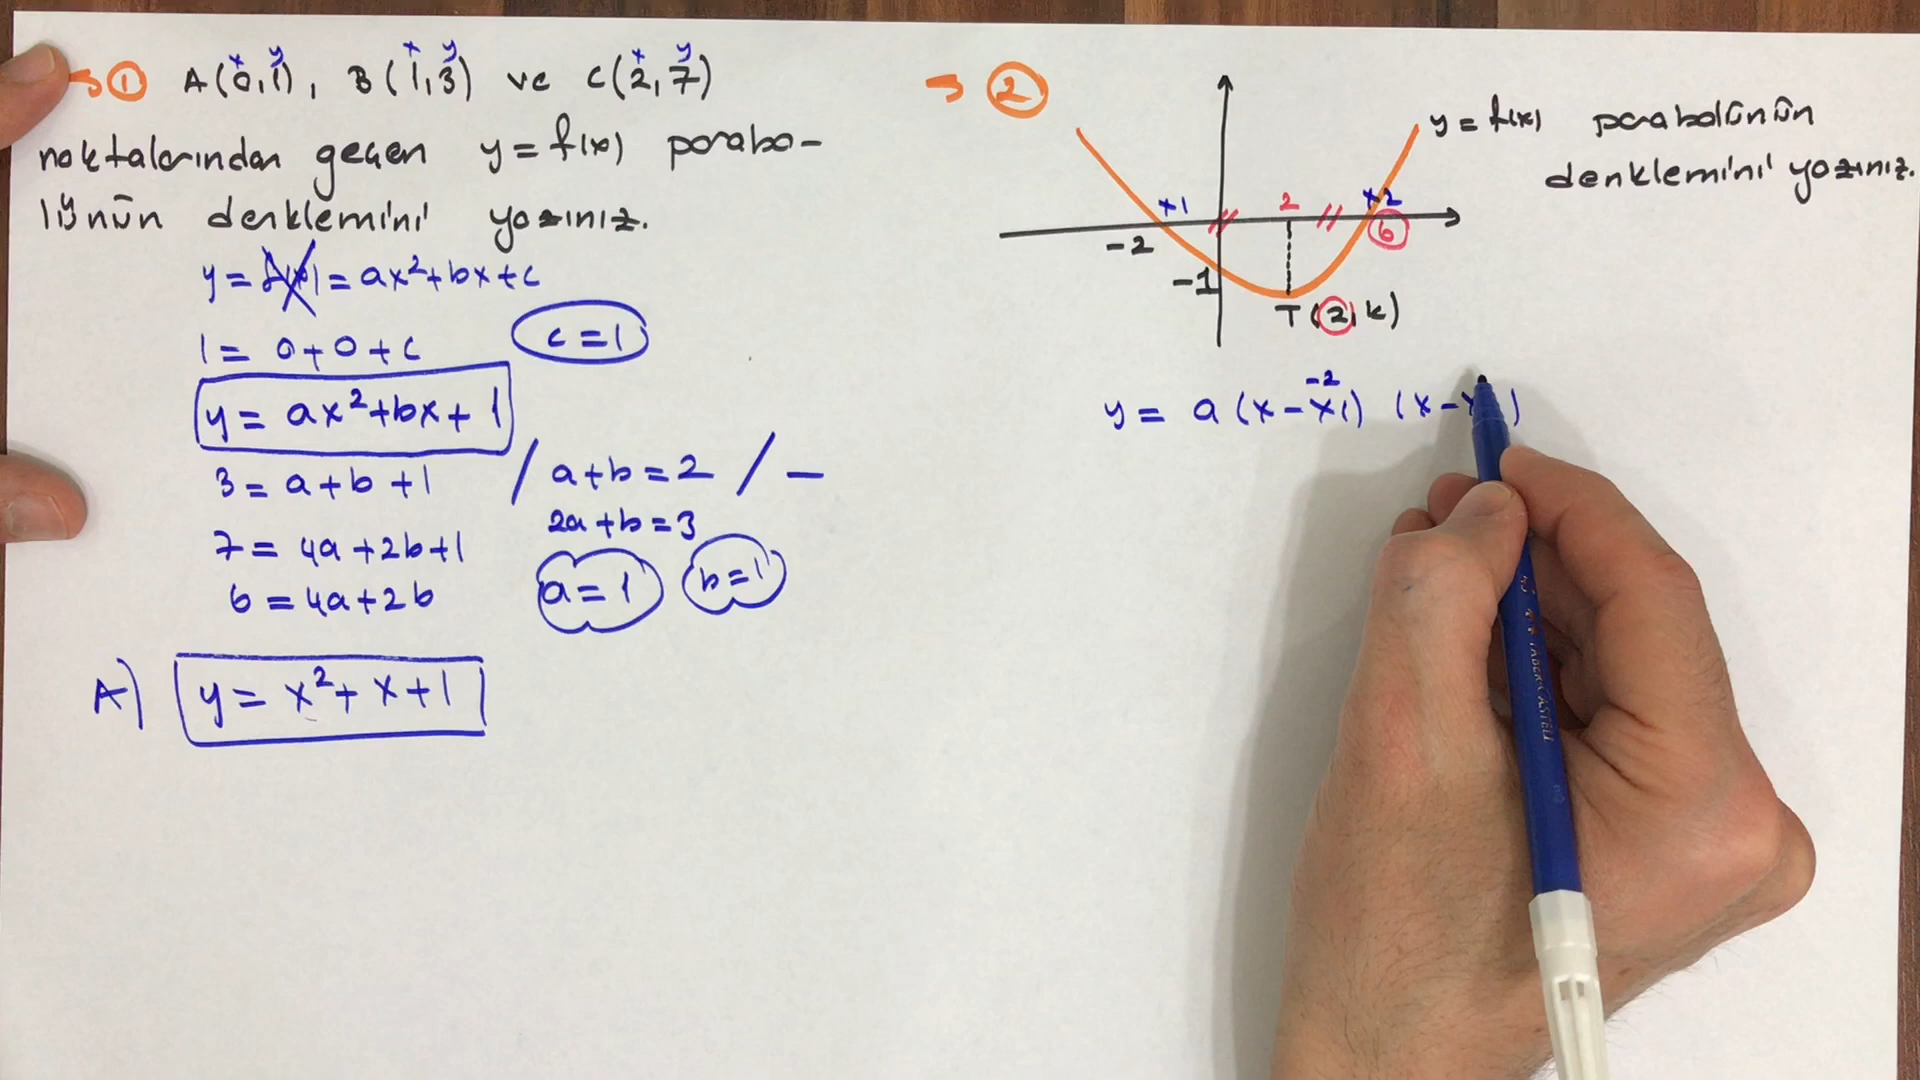 → ① A(0,1), B(1,3) ve C(2,7)
x y x y x y
noktalarından geçen y = f(x) parabo-
lünün denklemini yazınız.
y = f(x) = ax²+bx+c
1 = 0+0+c
c = 1
y = ax²+bx+1
3 = a+b+1
/ a+b=2 / −
2a+b=3
7 = 4a+2b+1
6 = 4a+2b
a=1 b=1
A) y = x²+x+1
→ ②
y = f(x) parabolünün
denklemini yazınız.
x1 2 x2
-2 6
-1
T(2,k)
-2
y = a(x-x1) (x-x )
FABER-CASTELL